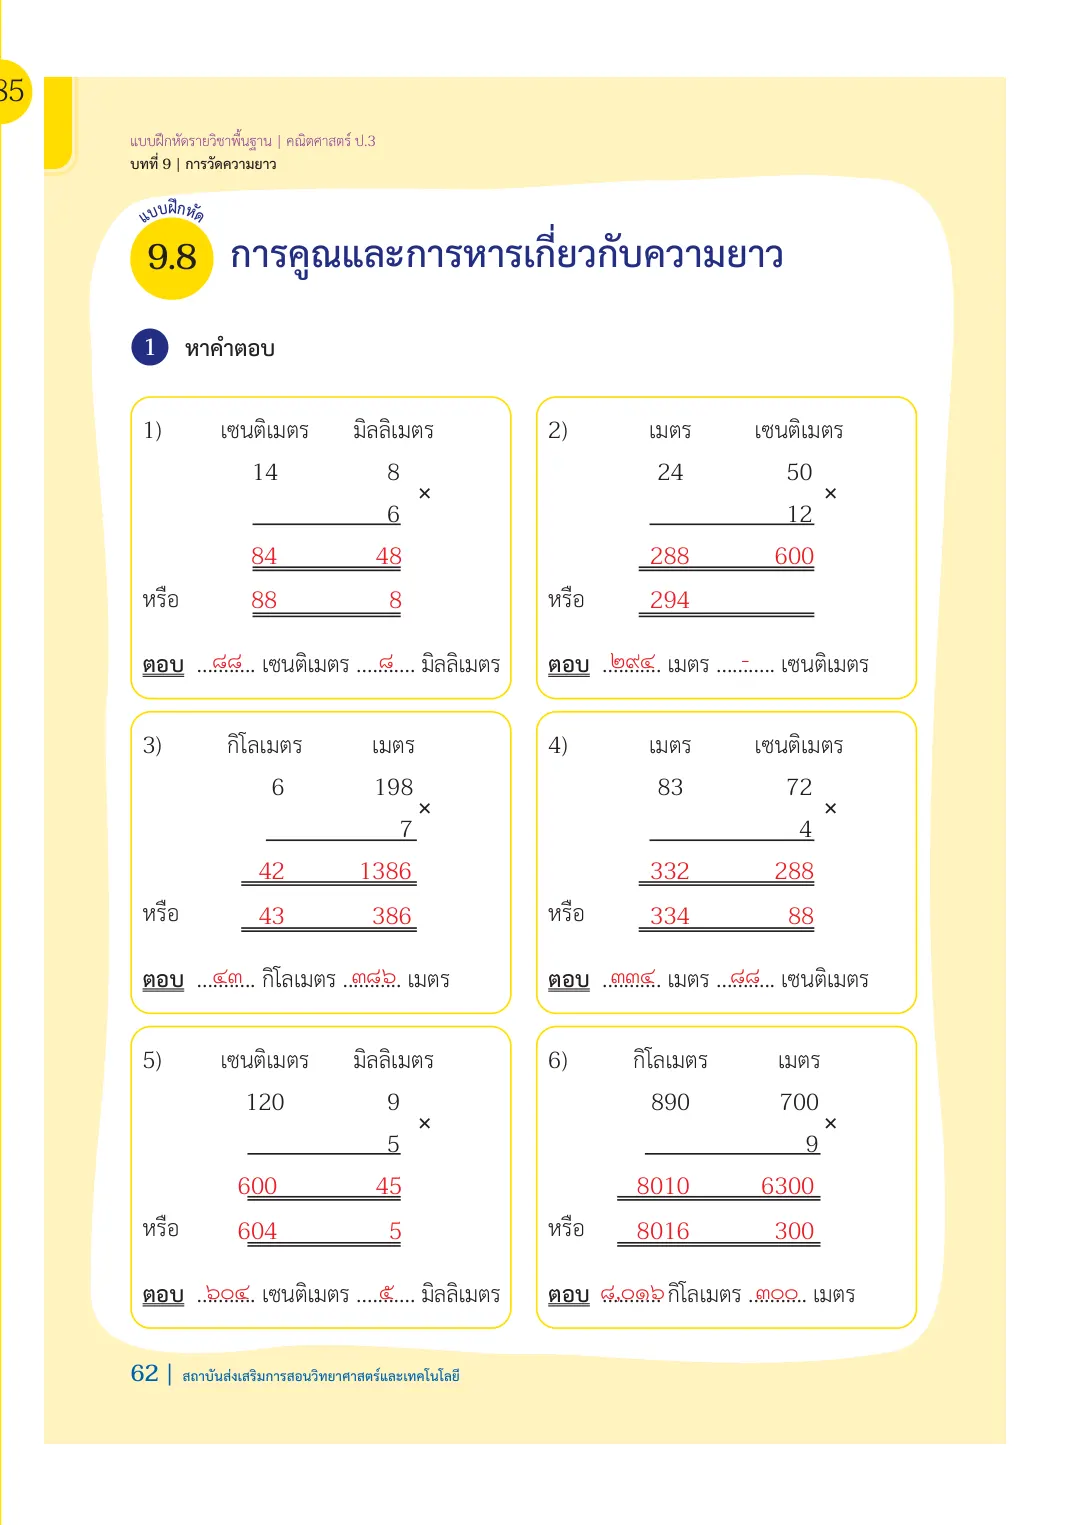 85
แบบฝึกหัดรายวิชาพื้นฐาน | คณิตศาสตร์ ป.3
บทที่ 9 | การวัดความยาว
แบบฝึกหัด
9.8 การคูณและการหารเกี่ยวกับความยาว
1 หาคำตอบ
1) เซนติเมตร มิลลิเมตร
14 8
×
6
84 48
หรือ 88 8
ตอบ ...๘๘... เซนติเมตร ...๘... มิลลิเมตร
2) เมตร เซนติเมตร
24 50
×
12
288 600
หรือ 294
ตอบ ...๒๙๔... เมตร ...-... เซนติเมตร
3) กิโลเมตร เมตร
6 198
×
7
42 1386
หรือ 43 386
ตอบ ...๔๓... กิโลเมตร ...๓๘๖... เมตร
4) เมตร เซนติเมตร
83 72
×
4
332 288
หรือ 334 88
ตอบ ...๓๓๔... เมตร ...๘๘... เซนติเมตร
5) เซนติเมตร มิลลิเมตร
120 9
×
5
600 45
หรือ 604 5
ตอบ ...๖๐๔... เซนติเมตร ...๕... มิลลิเมตร
6) กิโลเมตร เมตร
890 700
×
9
8010 6300
หรือ 8016 300
ตอบ ...๘,๐๑๖... กิโลเมตร ...๓๐๐... เมตร
62 | สถาบันส่งเสริมการสอนวิทยาศาสตร์และเทคโนโลยี